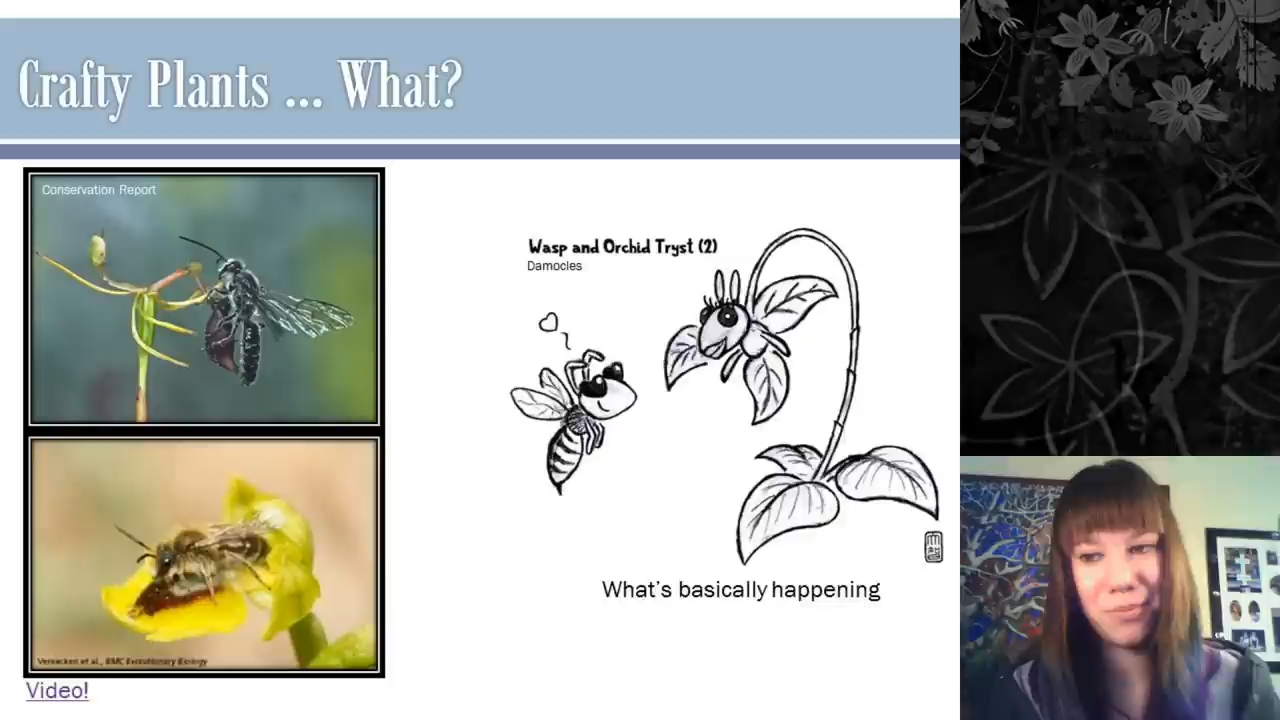 Crafty Plants ... What?
Conservation Report
Wasp and Orchid Tryst (2)
Damocles
What's basically happening
Vereecken et al., BMC Evolutionary Biology
Video!